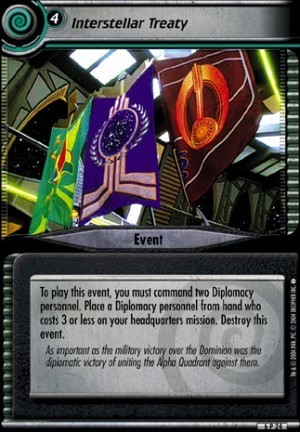 4
Interstellar Treaty
Event
To play this event, you must command two Diplomacy
personnel. Place a Diplomacy personnel from hand who
costs 3 or less on your headquarters mission. Destroy this
event.
As important as the military victory over the Dominion was the
diplomatic victory of uniting the Alpha Quadrant against them.